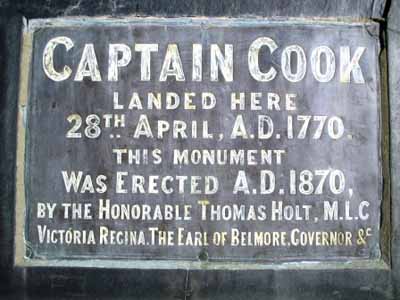 CAPTAIN COOK
LANDED HERE
28TH APRIL, A.D. 1770.
THIS MONUMENT
WAS ERECTED A.D. 1870,
BY THE HONORABLE THOMAS HOLT, M.L.C
VICTORIA REGINA, THE EARL OF BELMORE, GOVERNOR &c